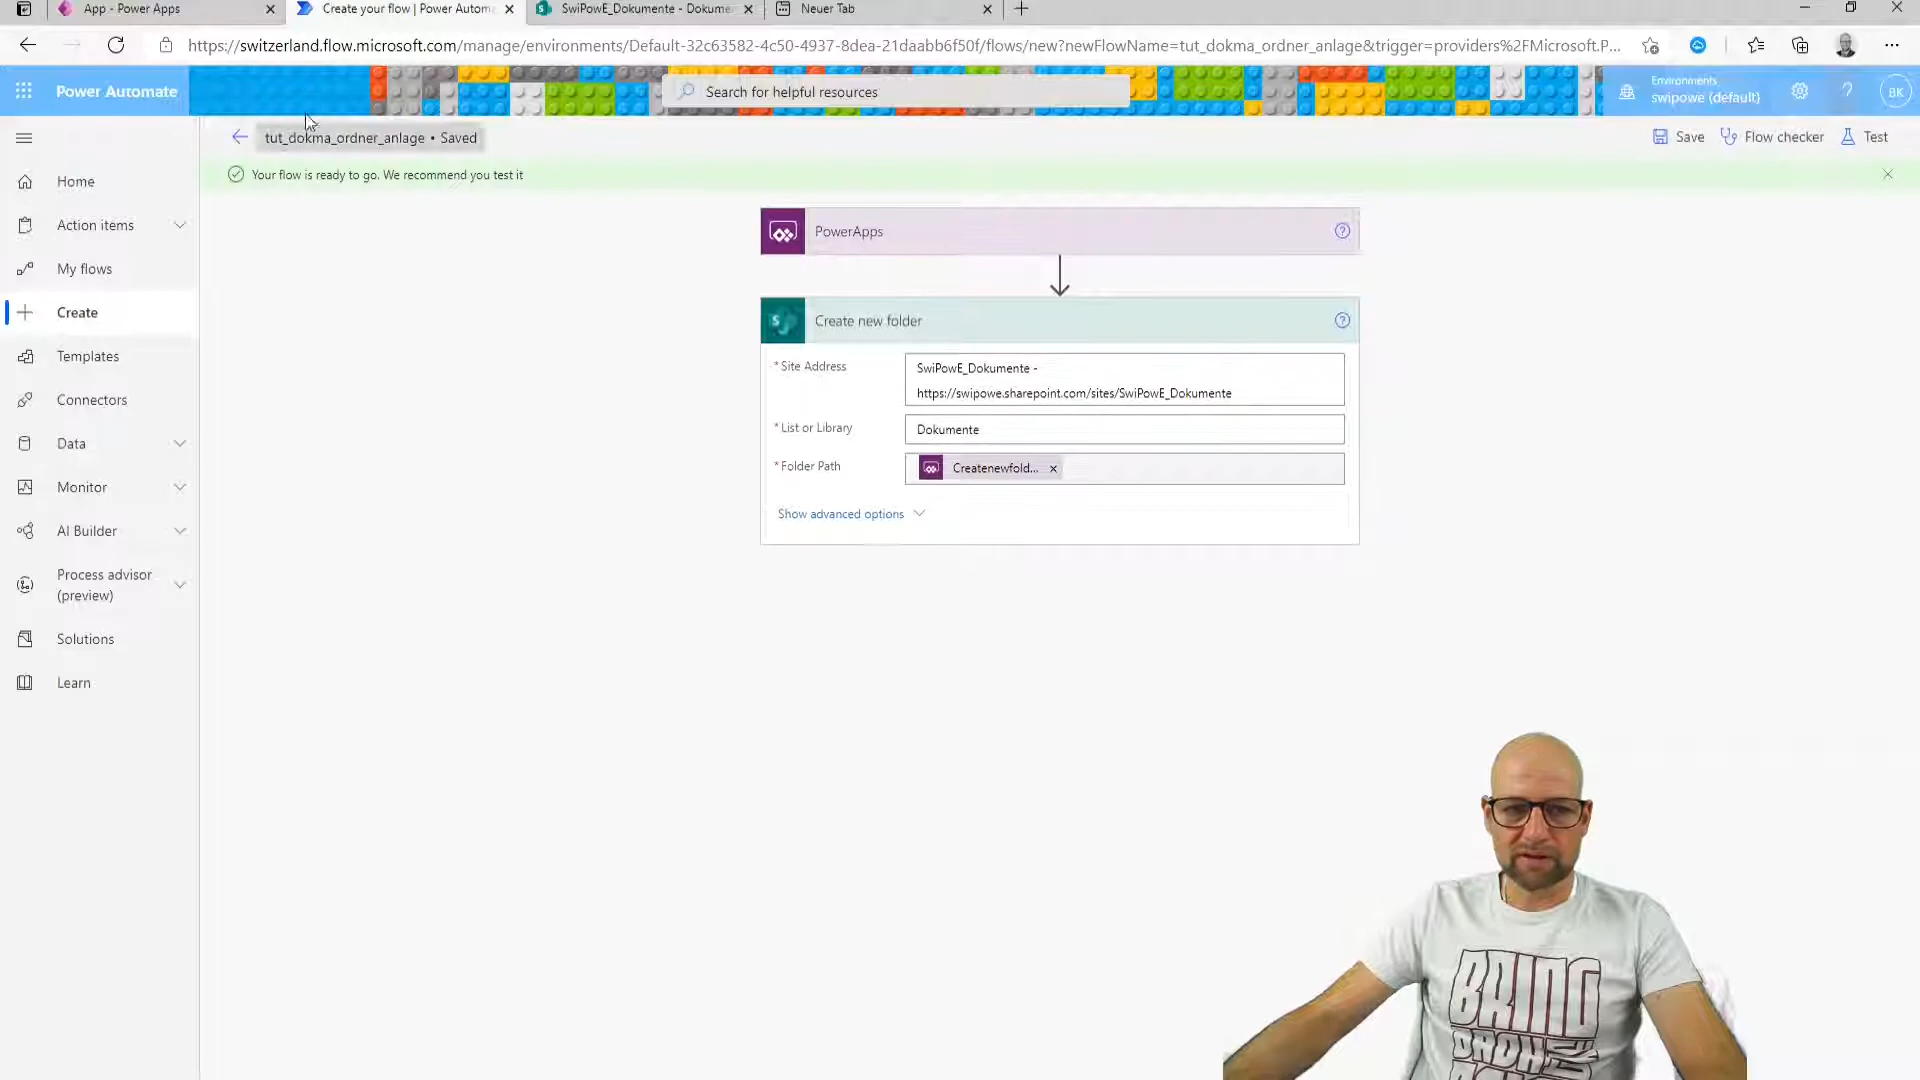 App - Power Apps
Create your flow | Power Autom
SwiPowE_Dokumente - Dokume
Neuer Tab
https://switzerland.flow.microsoft.com/manage/environments/Default-32c63582-4c50-4937-8dea-21daabb6f50f/flows/new?newFlowName=tut_dokma_ordner_anlage&trigger=providers%2FMicrosoft.P...
Power Automate
Search for helpful resources
Environments
swipowe (default)
BK
tut_dokma_ordner_anlage • Saved
Save
Flow checker
Test
Your flow is ready to go. We recommend you test it
Home
Action items
My flows
Create
Templates
Connectors
Data
Monitor
AI Builder
Process advisor
(preview)
Solutions
Learn
PowerApps
Create new folder
* Site Address
SwiPowE_Dokumente -
https://swipowe.sharepoint.com/sites/SwiPowE_Dokumente
* List or Library
Dokumente
* Folder Path
Createnewfold...
Show advanced options
BRING